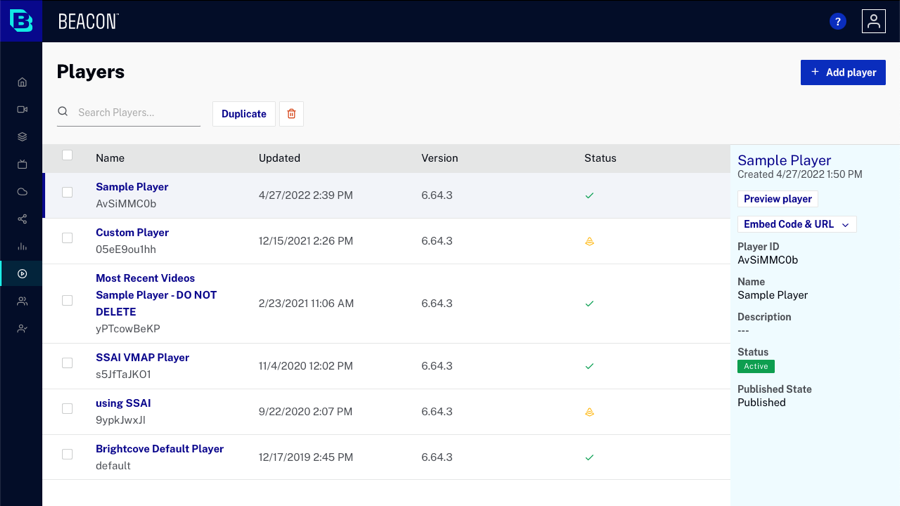 BEACON
?
Players
+ Add player
Search Players...
Duplicate
Name Updated Version Status
Sample Player
AvSiMMC0b
4/27/2022 2:39 PM
6.64.3
Custom Player
05eE9ou1hh
12/15/2021 2:26 PM
6.64.3
Most Recent Videos
Sample Player - DO NOT
DELETE
yPTcowBeKP
2/23/2021 11:06 AM
6.64.3
SSAI VMAP Player
s5JfTaJKO1
11/4/2020 12:02 PM
6.64.3
using SSAI
9ypkJwxJl
9/22/2020 2:07 PM
6.64.3
Brightcove Default Player
default
12/17/2019 2:45 PM
6.64.3
Sample Player
Created 4/27/2022 1:50 PM
Preview player
Embed Code & URL
Player ID
AvSiMMC0b
Name
Sample Player
Description
---
Status
Active
Published State
Published